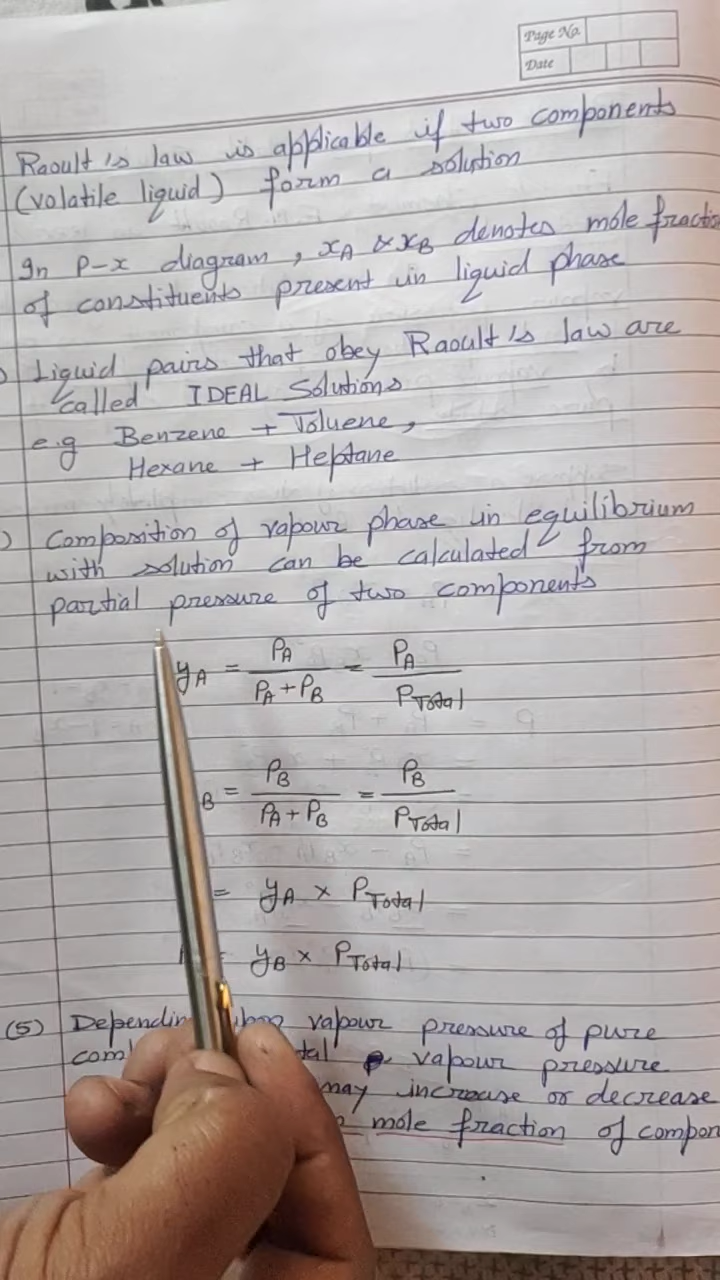 Page No.
Date
Raoult's law is applicable if two components
(volatile liquid) form a solution
In P-x diagram, xA & xB denotes mole fractio
of constituents present in liquid phase
) Liquid pairs that obey Raoult's law are
called IDEAL Solutions
e.g Benzene + Toluene,
Hexane + Heptane
) Composition of vapour phase in equilibrium
with solution can be calculated from
partial pressure of two components
yA = PA / PA + PB = PA / PTotal
B = PB / PA + PB = PB / PTotal
= yA × PTotal
= yB × PTotal
(5) Dependin upon vapour pressure of pure
com tal vapour pressure
may increase or decrease
mole fraction of compon